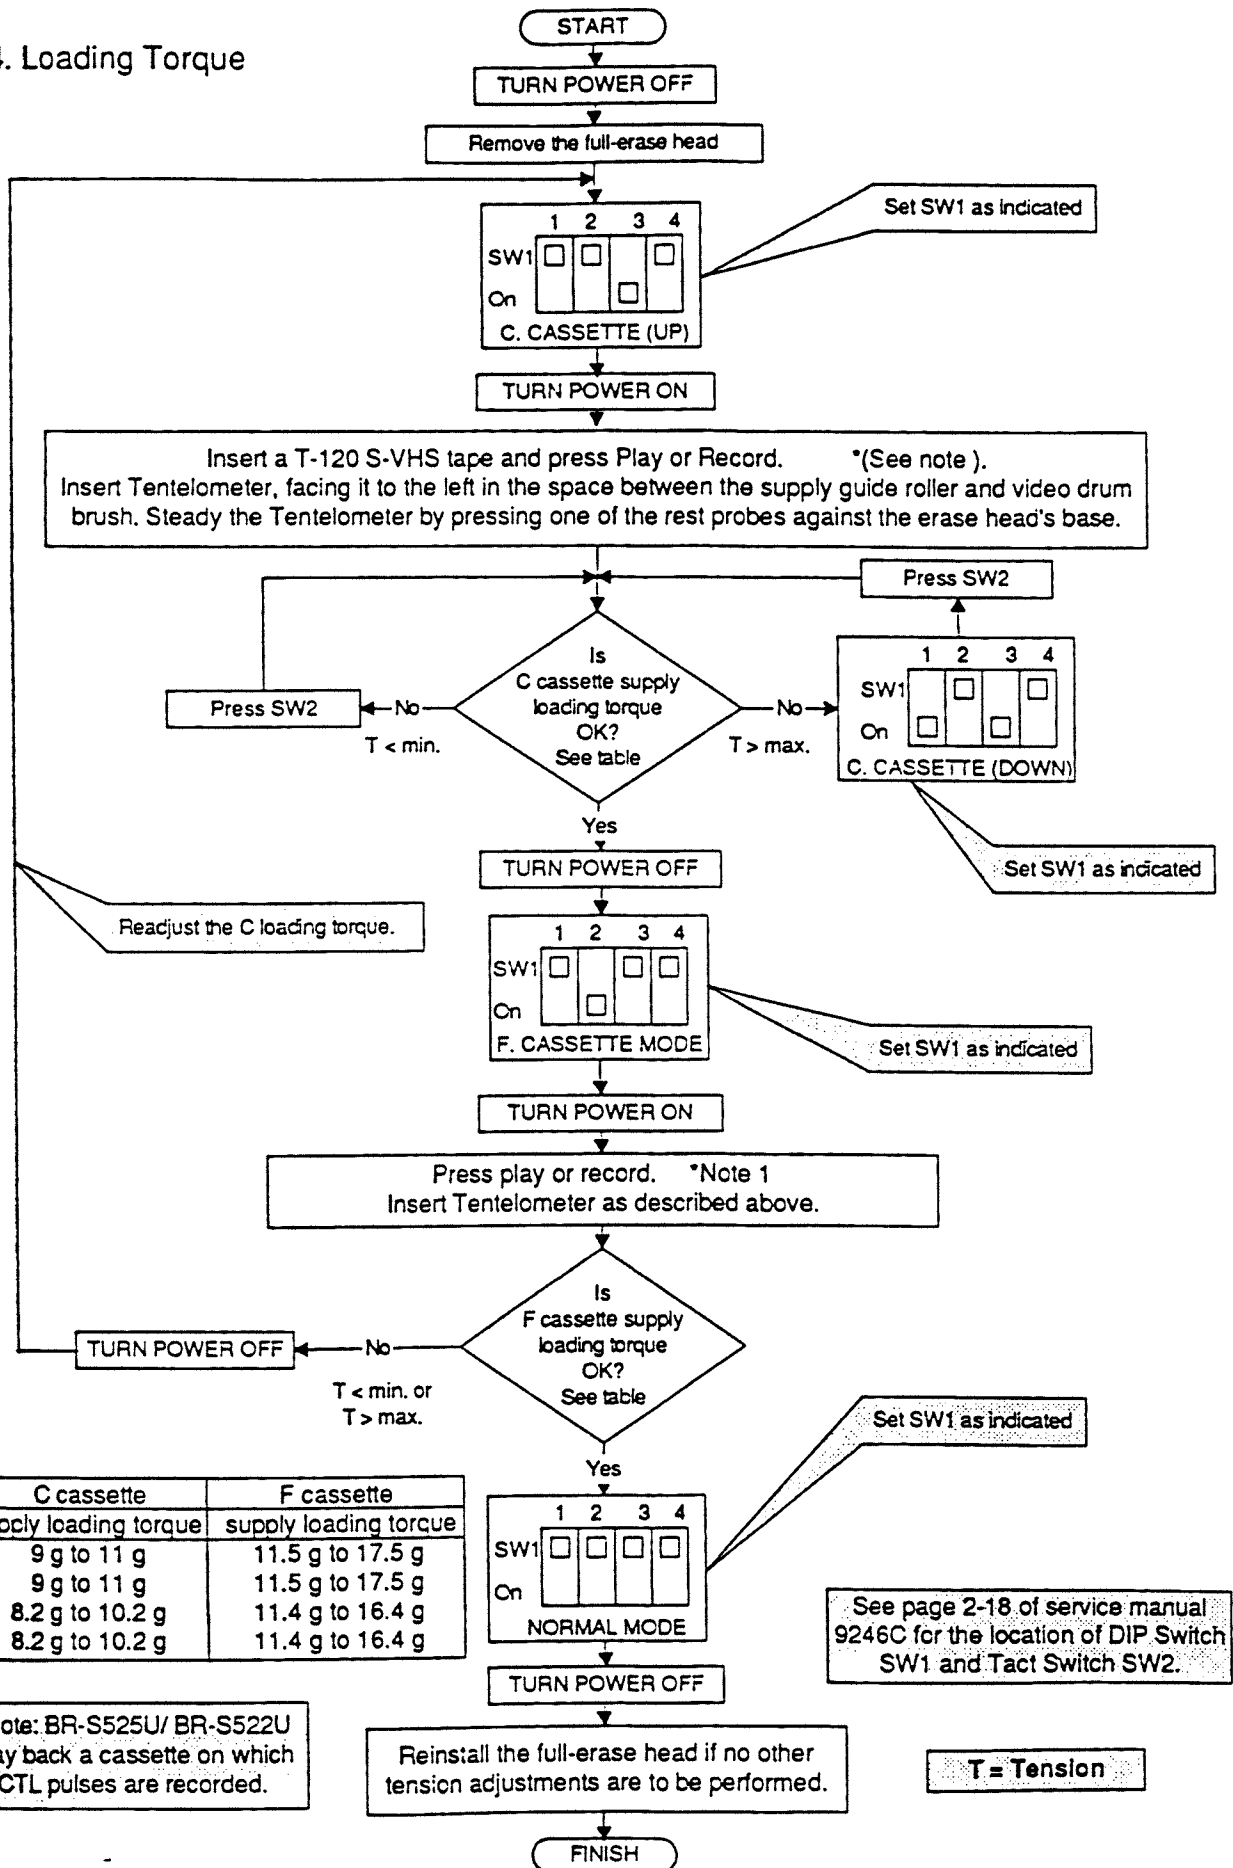 START
4. Loading Torque
TURN POWER OFF
Remove the full-erase head
Set SW1 as indicated
1 2 3 4
SW1
On
C. CASSETTE (UP)
TURN POWER ON
Insert a T-120 S-VHS tape and press Play or Record. *(See note ).
Insert Tentelometer, facing it to the left in the space between the supply guide roller and video drum
brush. Steady the Tentelometer by pressing one of the rest probes against the erase head's base.
Press SW2
Is
C cassette supply
loading torque
OK?
See table
Press SW2
No
T < min.
No
T > max.
1 2 3 4
SW1
On
C. CASSETTE (DOWN)
Yes
Set SW1 as indicated
TURN POWER OFF
Readjust the C loading torque.
1 2 3 4
SW1
On
F. CASSETTE MODE
Set SW1 as indicated
TURN POWER ON
Press play or record. *Note 1
Insert Tentelometer as described above.
Is
F cassette supply
loading torque
OK?
See table
TURN POWER OFF
No
T < min. or
T > max.
Set SW1 as indicated
Yes
C cassette F cassette
loading torque supply loading torque
9 g to 11 g 11.5 g to 17.5 g
9 g to 11 g 11.5 g to 17.5 g
8.2 g to 10.2 g 11.4 g to 16.4 g
8.2 g to 10.2 g 11.4 g to 16.4 g
1 2 3 4
SW1
On
NORMAL MODE
See page 2-18 of service manual
9246C for the location of DIP Switch
SW1 and Tact Switch SW2.
TURN POWER OFF
BR-S525U/ BR-S522U
back a cassette on which
CTL pulses are recorded.
Reinstall the full-erase head if no other
tension adjustments are to be performed.
T = Tension
FINISH